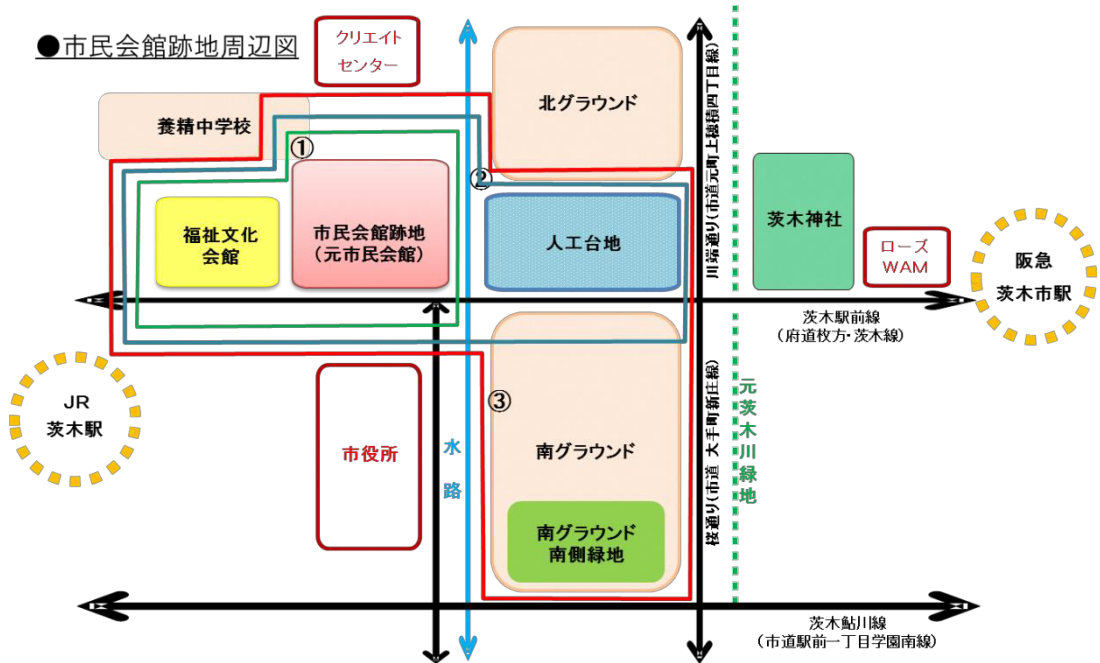 ●市民会館跡地周辺図
クリエイト
センター
北グラウンド
養精中学校
①
②
福祉文化
会館
市民会館跡地
(元市民会館)
人工台地
川端通り(市道元町上穂積四丁目線)
茨木神社
ローズ
WAM
阪急
茨木市駅
茨木駅前線
(府道枚方・茨木線)
JR
茨木駅
市役所
水路
③
南グラウンド
南グラウンド
南側緑地
桜通り(市道 大手町新庄線)
元茨木川緑地
茨木鮎川線
(市道駅前一丁目学園南線)